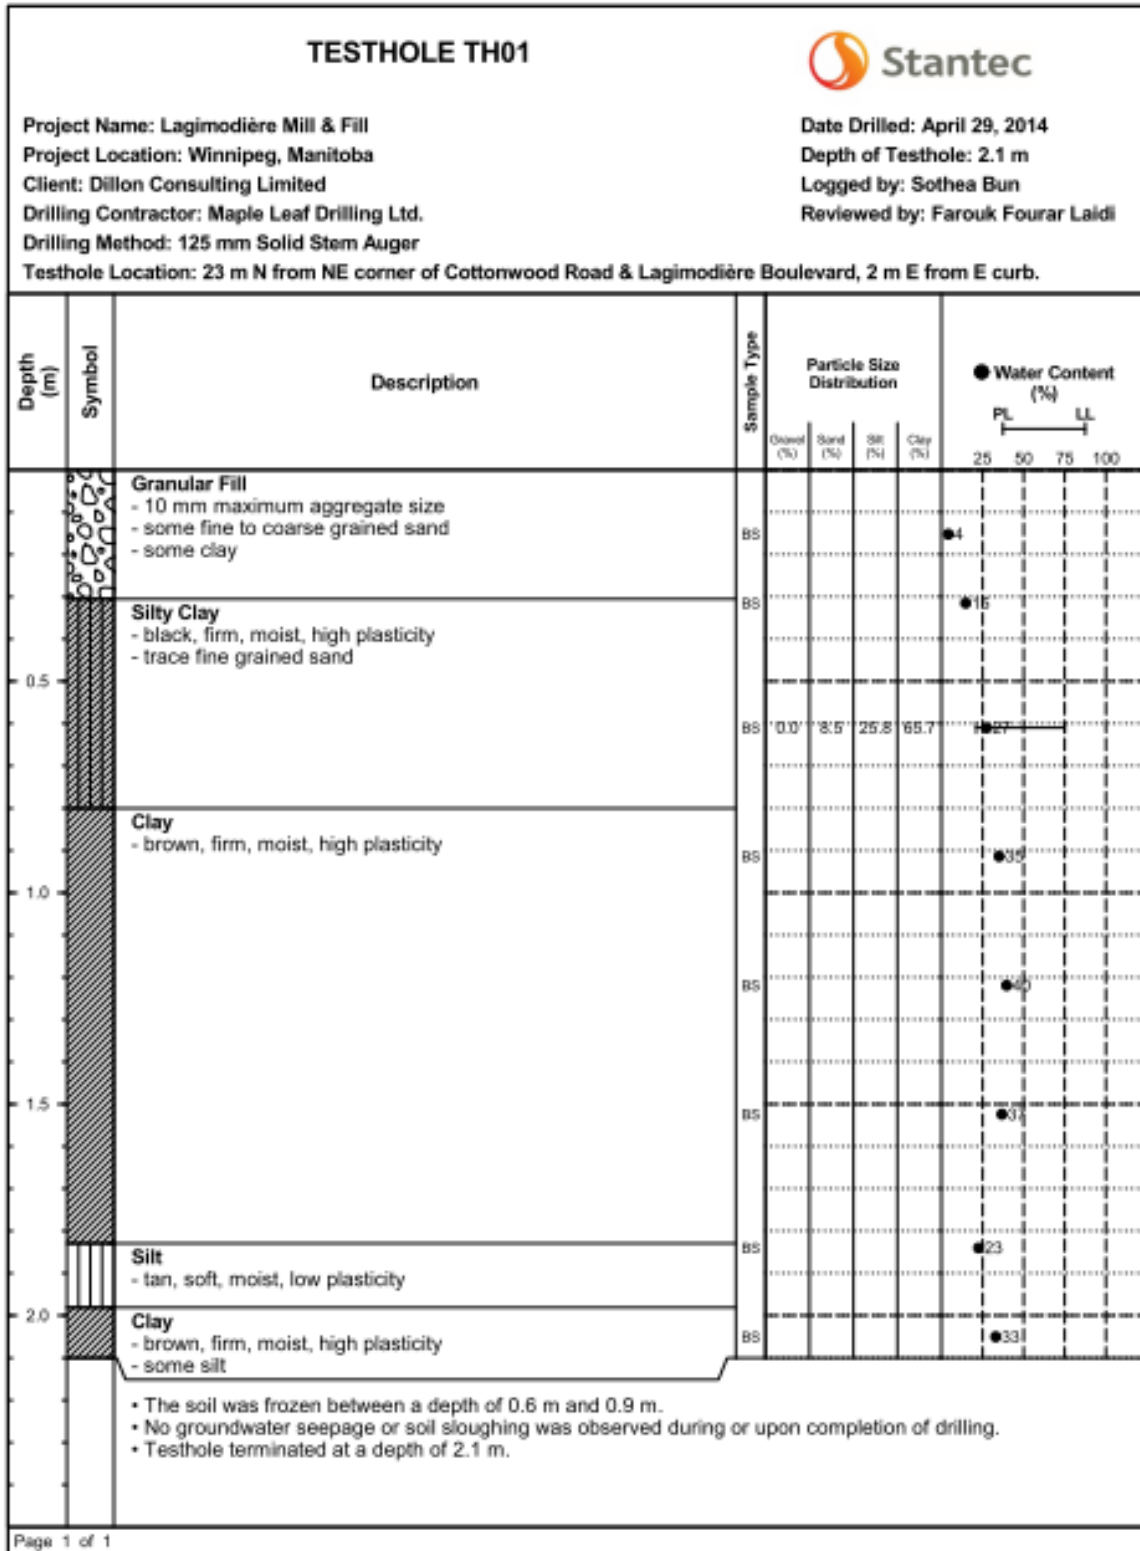 TESTHOLE TH01
Stantec
Project Name: Lagimodière Mill & Fill
Date Drilled: April 29, 2014
Project Location: Winnipeg, Manitoba
Depth of Testhole: 2.1 m
Client: Dillon Consulting Limited
Logged by: Sothea Bun
Drilling Contractor: Maple Leaf Drilling Ltd.
Reviewed by: Farouk Fourar Laidi
Drilling Method: 125 mm Solid Stem Auger
Testhole Location: 23 m N from NE corner of Cottonwood Road & Lagimodière Boulevard, 2 m E from E curb.
Depth
(m)
Symbol
Description
Sample Type
Particle Size
Distribution
Gravel
(%)
Sand
(%)
Silt
(%)
Clay
(%)
Water Content
(%)
PL LL
25 50 75 100
Granular Fill
- 10 mm maximum aggregate size
- some fine to coarse grained sand
- some clay
BS 4
BS
Silty Clay
- black, firm, moist, high plasticity
- trace fine grained sand
0.5
BS 0.0 8.5 25.8 65.7 27
Clay
- brown, firm, moist, high plasticity
BS 35
1.0
BS 40
1.5
BS 37
Silt
- tan, soft, moist, low plasticity
BS 23
2.0
Clay
- brown, firm, moist, high plasticity
- some silt
BS 33
• The soil was frozen between a depth of 0.6 m and 0.9 m.
• No groundwater seepage or soil sloughing was observed during or upon completion of drilling.
• Testhole terminated at a depth of 2.1 m.
Page 1 of 1